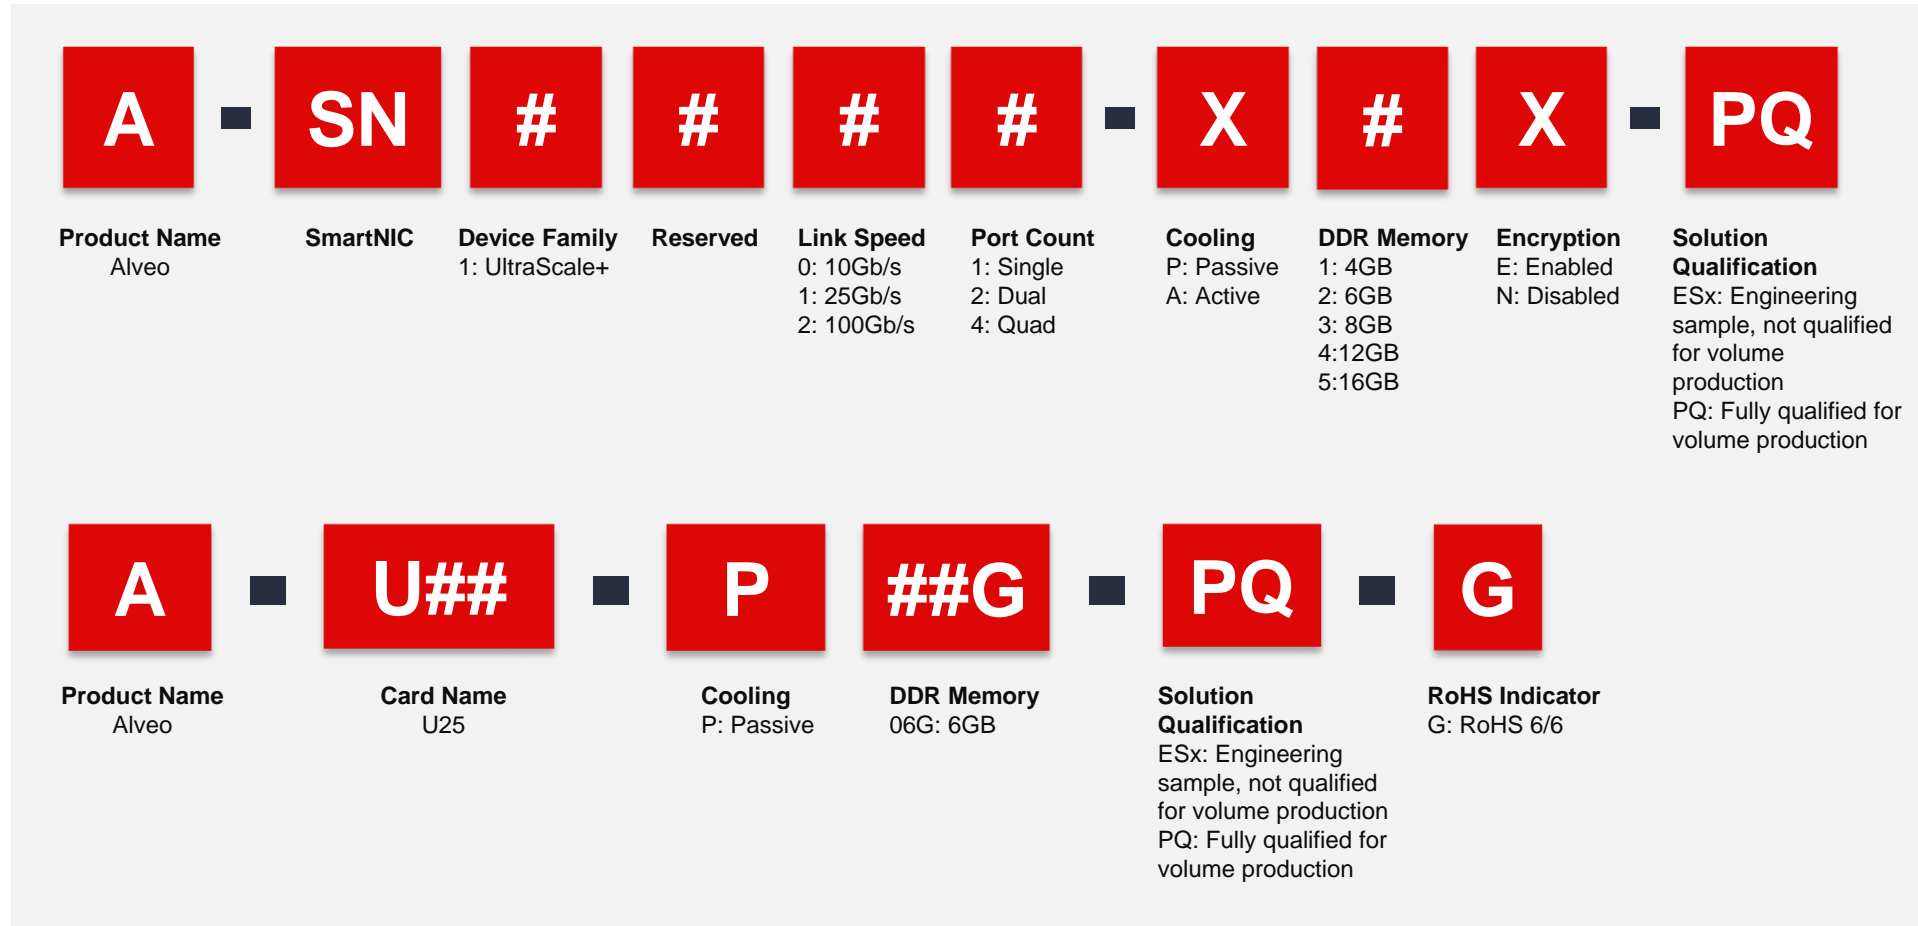 A - SN # # # # - X # X - PQ
Product Name
Alveo
SmartNIC
Device Family
1: UltraScale+
Reserved
Link Speed
0: 10Gb/s
1: 25Gb/s
2: 100Gb/s
Port Count
1: Single
2: Dual
4: Quad
Cooling
P: Passive
A: Active
DDR Memory
1: 4GB
2: 6GB
3: 8GB
4:12GB
5:16GB
Encryption
E: Enabled
N: Disabled
Solution
Qualification
ESx: Engineering
sample, not qualified
for volume
production
PQ: Fully qualified for
volume production
A - U## - P ##G - PQ - G
Product Name
Alveo
Card Name
U25
Cooling
P: Passive
DDR Memory
06G: 6GB
Solution
Qualification
ESx: Engineering
sample, not qualified
for volume production
PQ: Fully qualified for
volume production
RoHS Indicator
G: RoHS 6/6